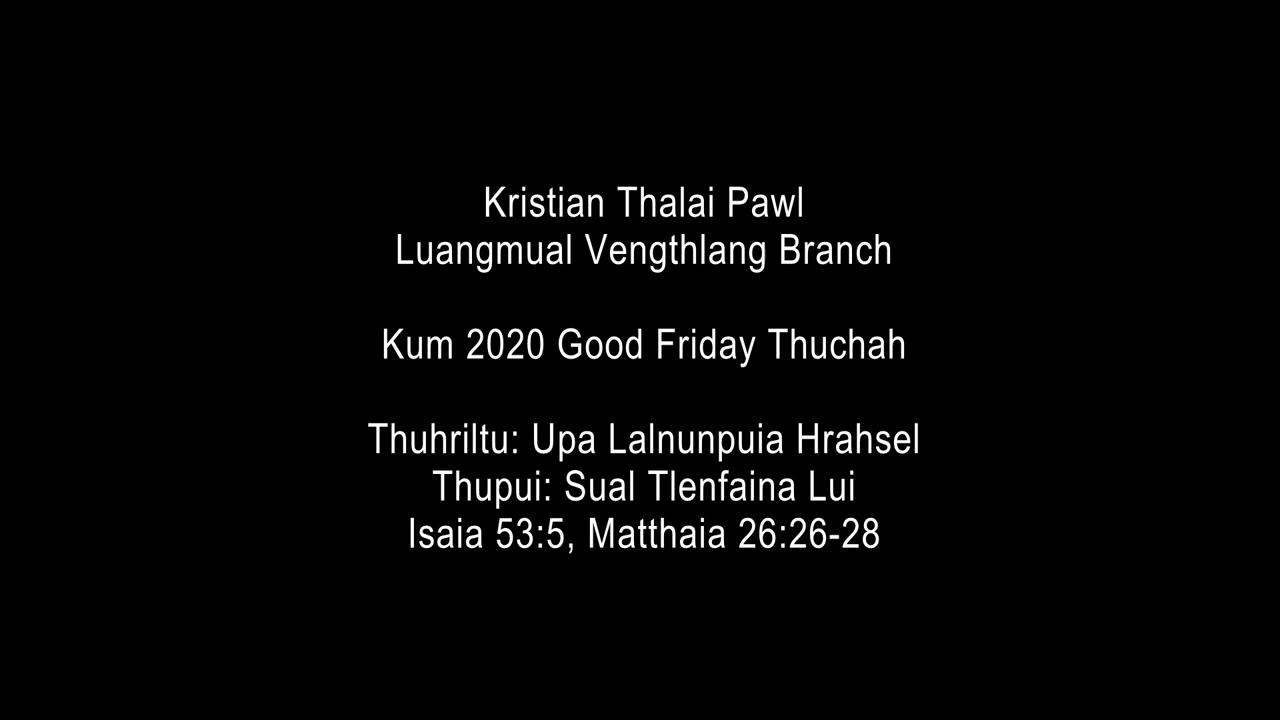 Kristian Thalai Pawl
Luangmual Vengthlang Branch
Kum 2020 Good Friday Thuchah
Thuhriltu: Upa Lalnunpuia Hrahsel
Thupui: Sual Tlenfaina Lui
Isaia 53:5, Matthaia 26:26-28